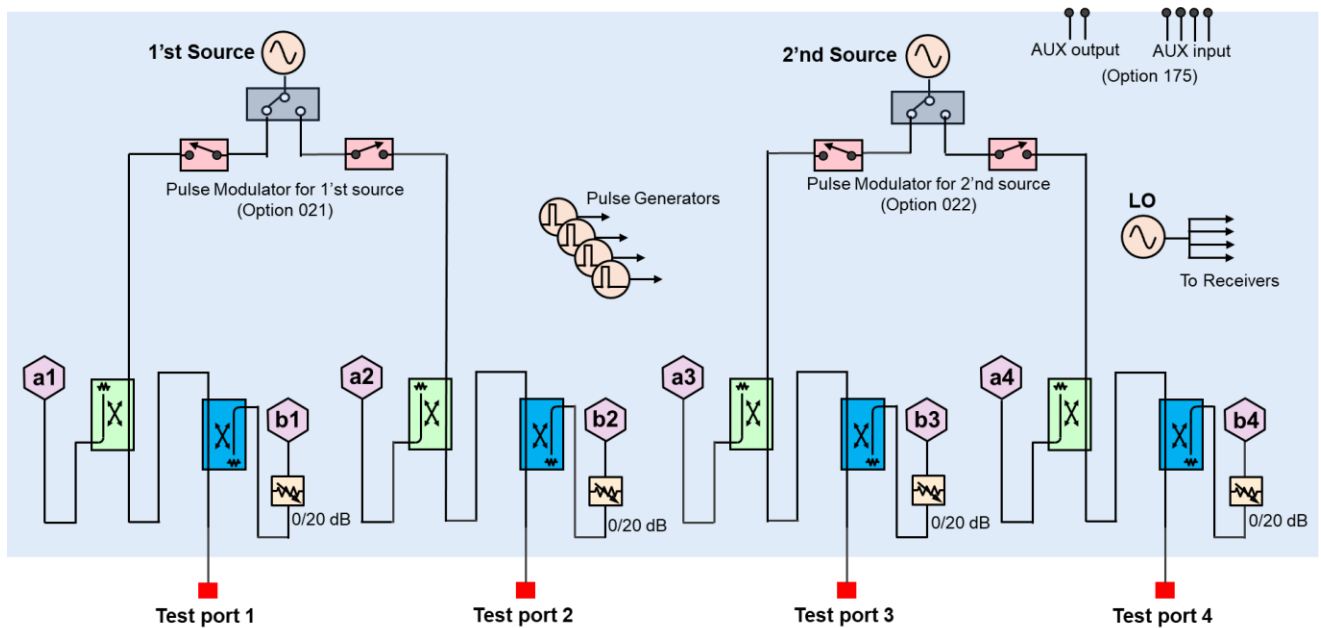 1'st Source
2'nd Source
AUX output
AUX input
(Option 175)
Pulse Modulator for 1'st source
(Option 021)
Pulse Generators
Pulse Modulator for 2'nd source
(Option 022)
LO
To Receivers
a1
b1
a2
b2
a3
b3
a4
b4
0/20 dB
0/20 dB
0/20 dB
0/20 dB
Test port 1
Test port 2
Test port 3
Test port 4